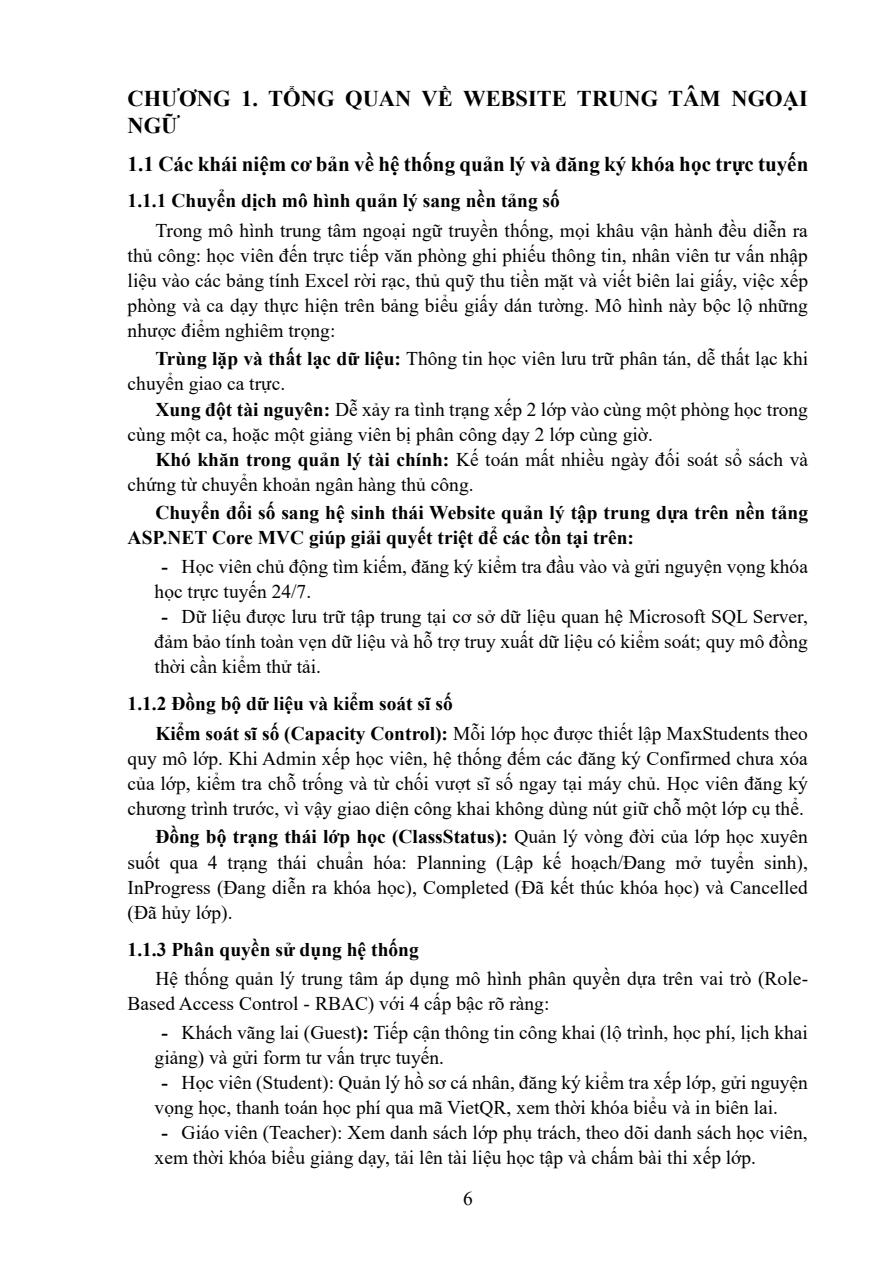 CHƯƠNG 1. TỔNG QUAN VỀ WEBSITE TRUNG TÂM NGOẠI
NGỮ
1.1 Các khái niệm cơ bản về hệ thống quản lý và đăng ký khóa học trực tuyến
1.1.1 Chuyển dịch mô hình quản lý sang nền tảng số
Trong mô hình trung tâm ngoại ngữ truyền thống, mọi khâu vận hành đều diễn ra
thủ công: học viên đến trực tiếp văn phòng ghi phiếu thông tin, nhân viên tư vấn nhập
liệu vào các bảng tính Excel rời rạc, thủ quỹ thu tiền mặt và viết biên lai giấy, việc xếp
phòng và ca dạy thực hiện trên bảng biểu giấy dán tường. Mô hình này bộc lộ những
nhược điểm nghiêm trọng:
Trùng lặp và thất lạc dữ liệu: Thông tin học viên lưu trữ phân tán, dễ thất lạc khi
chuyển giao ca trực.
Xung đột tài nguyên: Dễ xảy ra tình trạng xếp 2 lớp vào cùng một phòng học trong
cùng một ca, hoặc một giảng viên bị phân công dạy 2 lớp cùng giờ.
Khó khăn trong quản lý tài chính: Kế toán mất nhiều ngày đối soát sổ sách và
chứng từ chuyển khoản ngân hàng thủ công.
Chuyển đổi số sang hệ sinh thái Website quản lý tập trung dựa trên nền tảng
ASP.NET Core MVC giúp giải quyết triệt để các tồn tại trên:
- Học viên chủ động tìm kiếm, đăng ký kiểm tra đầu vào và gửi nguyện vọng khóa
học trực tuyến 24/7.
- Dữ liệu được lưu trữ tập trung tại cơ sở dữ liệu quan hệ Microsoft SQL Server,
đảm bảo tính toàn vẹn dữ liệu và hỗ trợ truy xuất dữ liệu có kiểm soát; quy mô đồng
thời cần kiểm thử tải.
1.1.2 Đồng bộ dữ liệu và kiểm soát sĩ số
Kiểm soát sĩ số (Capacity Control): Mỗi lớp học được thiết lập MaxStudents theo
quy mô lớp. Khi Admin xếp học viên, hệ thống đếm các đăng ký Confirmed chưa xóa
của lớp, kiểm tra chỗ trống và từ chối vượt sĩ số ngay tại máy chủ. Học viên đăng ký
chương trình trước, vì vậy giao diện công khai không dùng nút giữ chỗ một lớp cụ thể.
Đồng bộ trạng thái lớp học (ClassStatus): Quản lý vòng đời của lớp học xuyên
suốt qua 4 trạng thái chuẩn hóa: Planning (Lập kế hoạch/Đang mở tuyển sinh),
InProgress (Đang diễn ra khóa học), Completed (Đã kết thúc khóa học) và Cancelled
(Đã hủy lớp).
1.1.3 Phân quyền sử dụng hệ thống
Hệ thống quản lý trung tâm áp dụng mô hình phân quyền dựa trên vai trò (Role-
Based Access Control - RBAC) với 4 cấp bậc rõ ràng:
- Khách vãng lai (Guest): Tiếp cận thông tin công khai (lộ trình, học phí, lịch khai
giảng) và gửi form tư vấn trực tuyến.
- Học viên (Student): Quản lý hồ sơ cá nhân, đăng ký kiểm tra xếp lớp, gửi nguyện
vọng học, thanh toán học phí qua mã VietQR, xem thời khóa biểu và in biên lai.
- Giáo viên (Teacher): Xem danh sách lớp phụ trách, theo dõi danh sách học viên,
xem thời khóa biểu giảng dạy, tải lên tài liệu học tập và chấm bài thi xếp lớp.
6